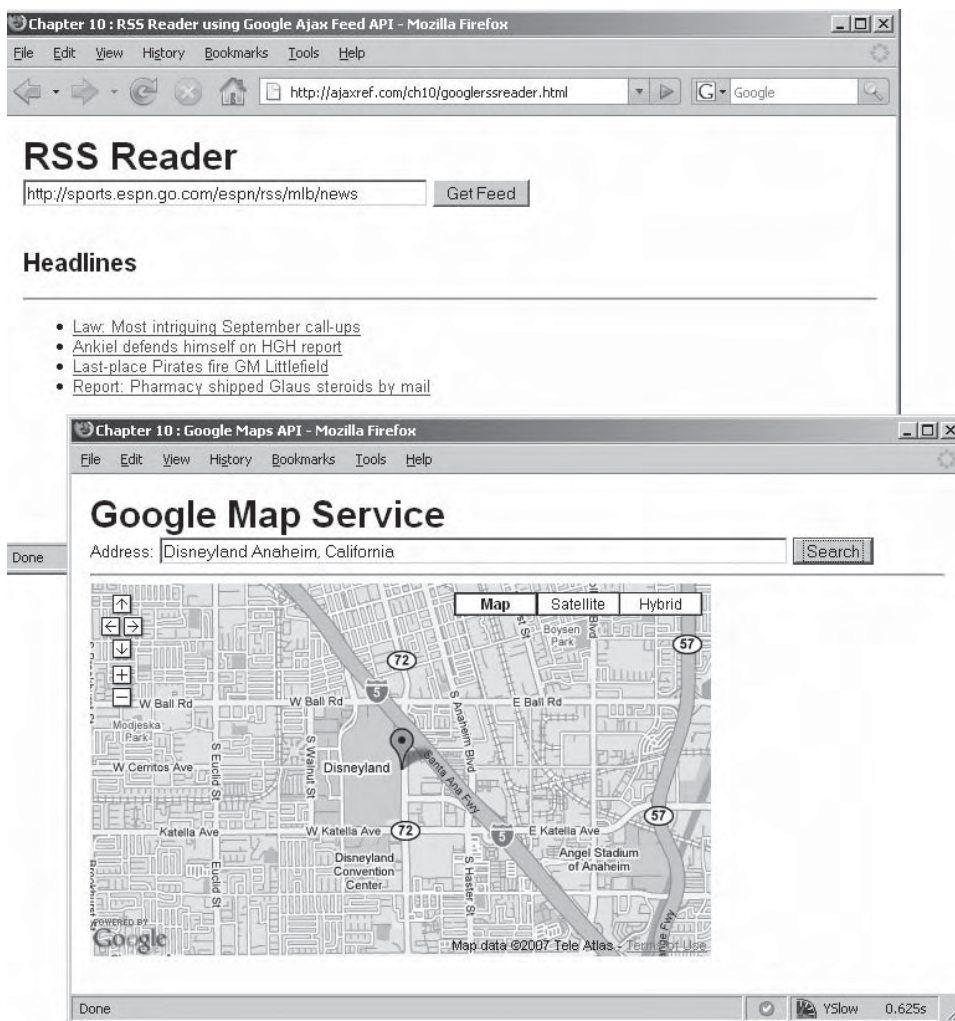 Chapter 10 : RSS Reader using Google Ajax Feed API - Mozilla Firefox
File Edit View History Bookmarks Tools Help
http://ajaxref.com/ch10/googlerssreader.html
G Google
RSS Reader
http://sports.espn.go.com/espn/rss/mlb/news Get Feed
Headlines
Law: Most intriguing September call-ups
Ankiel defends himself on HGH report
Last-place Pirates fire GM Littlefield
Report: Pharmacy shipped Glaus steroids by mail
Done
Chapter 10 : Google Maps API - Mozilla Firefox
File Edit View History Bookmarks Tools Help
Google Map Service
Address: Disneyland Anaheim, California Search
Map Satellite Hybrid
Boysen Park
57
72
5
W Ball Rd
W Ball Rd
E Ball Rd
Modjeska Park
S Euclid St
S Walnut St
S Anaheim Blvd
W Cerritos Ave
Disneyland
Santa Ana Fwy
57
Katella Ave
W Katella Ave
72
5
E Katella Ave
Disneyland Convention Center
Angel Stadium of Anaheim
Euclid St
S Haster St
POWERED BY
Google
Map data ©2007 Tele Atlas - Terms of Use
Done
YSlow 0.625s